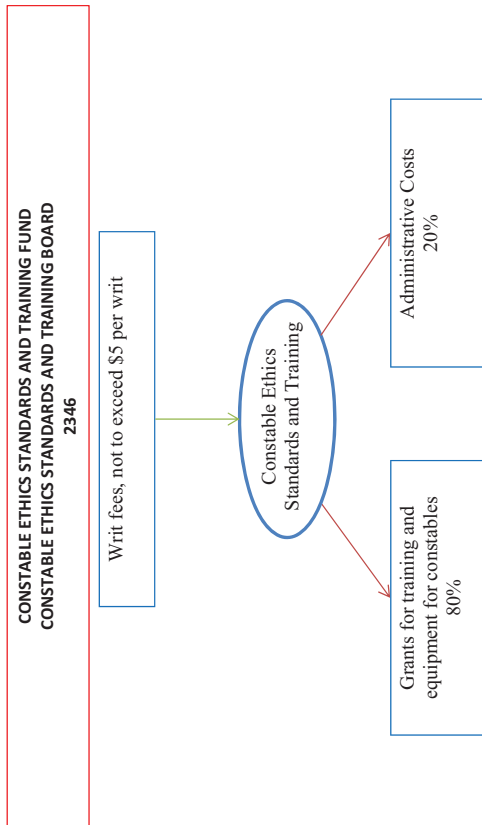 CONSTABLE ETHICS STANDARDS AND TRAINING FUND
CONSTABLE ETHICS STANDARDS AND TRAINING BOARD
2346
Writ fees, not to exceed $5 per writ
Constable Ethics
Standards and Training
Grants for training and
equipment for constables
80%
Administrative Costs
20%